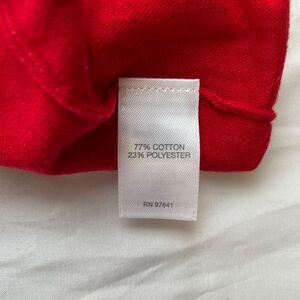 77% COTTON
23% POLYESTER
RN 97641